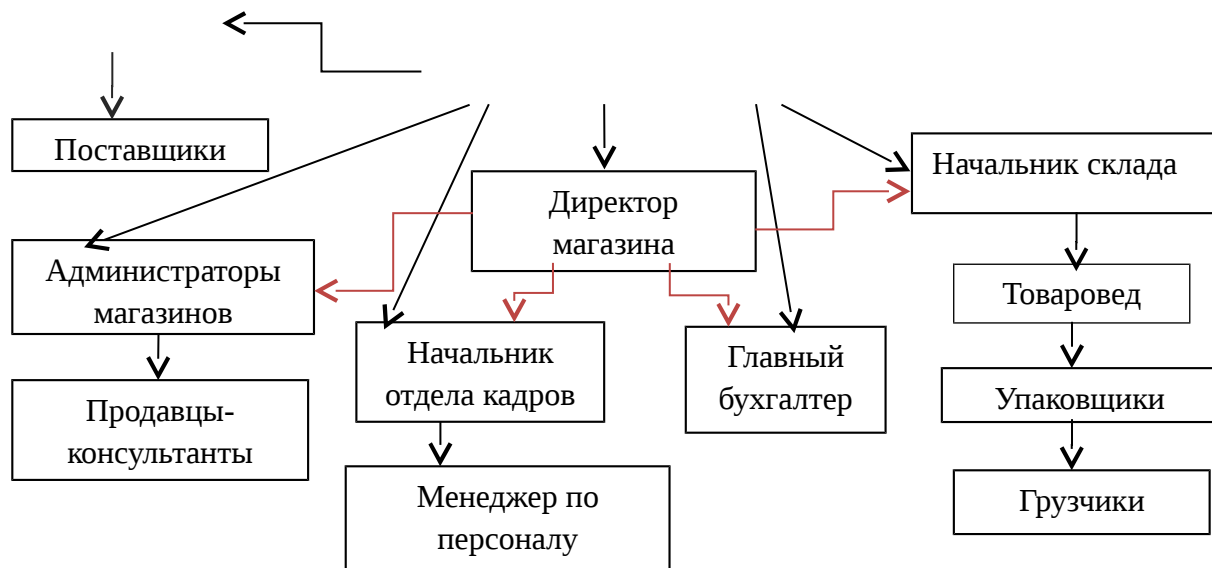 Поставщики
Начальник склада
Директор
магазина
Администраторы
магазинов
Товаровед
Начальник
отдела кадров
Главный
бухгалтер
Продавцы-
консультанты
Упаковщики
Менеджер по
персоналу
Грузчики